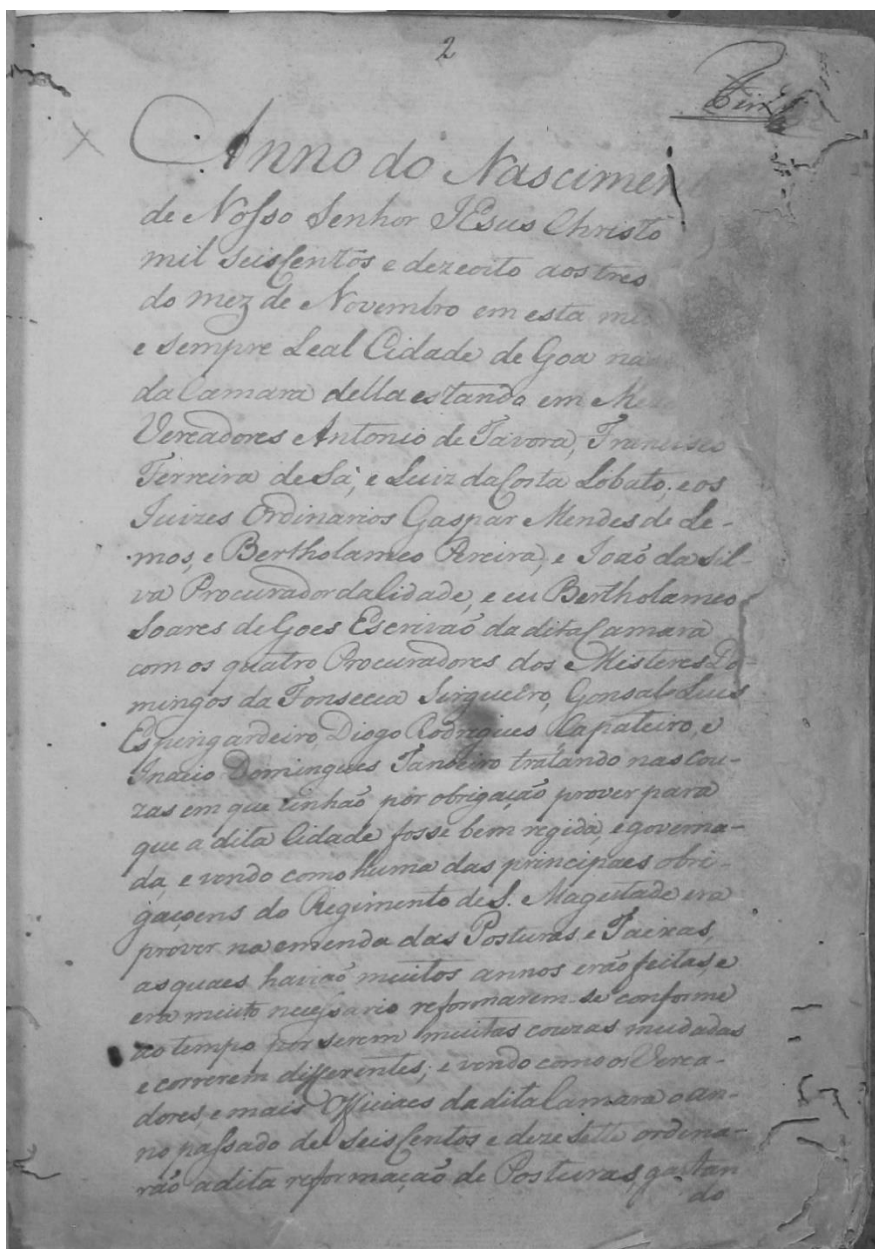 2
Anno do Nascimen
de Nosso Senhor JEsus Christo
mil seisCentos e dezeoito aos tres
do mez de Novembro em esta
e sempre Leal Cidade de Goa na
da Camara della estando em
Vereadores Antonio de Tavora, Francisco
Ferreira de Sá, e Luiz da Costa Lobato, e os
Juizes Ordinarios Gaspar Mendes de Le-
mos, e Bertholameo Pereira, e João da Sil-
va Procurador da Cidade, e eu Bertholameo
Soares de Goes Escrivão da dita Camara
com os quatro Procuradores dos Misteres Do-
mingos da Fonseca Sirgueiro, Gonsalo Luis
Espingardeiro, Diogo Rodrigues Çapateiro, e
Inacio Domingues Tanoeiro tratando nas cou-
zas em que tinhão por obrigação prover para
que a dita Cidade fosse bem regida, e governa-
da, e vendo como huma das principaes obri-
gaçoens do Regimento de S. Magestade era
prover na emenda das Posturas e Taixas,
as quaes havião muitos annos erão feitas, e
era muito necessario reformarem-se conforme
ao tempo por serem muitas couzas mudadas
e correrem differentes; e vendo como os Verea-
dores, e mais Officiaes da dita Camara o an-
no passado de seisCentos e dezesette ordina-
rão a dita reformação de Posturas, gastan
do